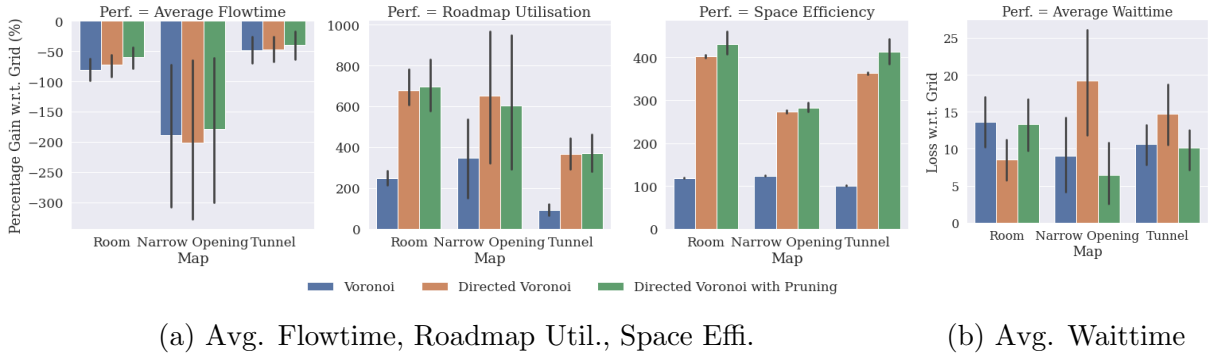 Perf. = Average Flowtime
Percentage Gain w.r.t. Grid (%)
0
−50
−100
−150
−200
−250
−300
Room Narrow Opening Tunnel
Map
Perf. = Roadmap Utilisation
1000
800
600
400
200
0
Room Narrow Opening Tunnel
Map
Perf. = Space Efficiency
400
300
200
100
0
Room Narrow Opening Tunnel
Map
Perf. = Average Waittime
Loss w.r.t. Grid
25
20
15
10
5
0
Room Narrow Opening Tunnel
Map
Voronoi Directed Voronoi Directed Voronoi with Pruning
(a) Avg. Flowtime, Roadmap Util., Space Effi.
(b) Avg. Waittime